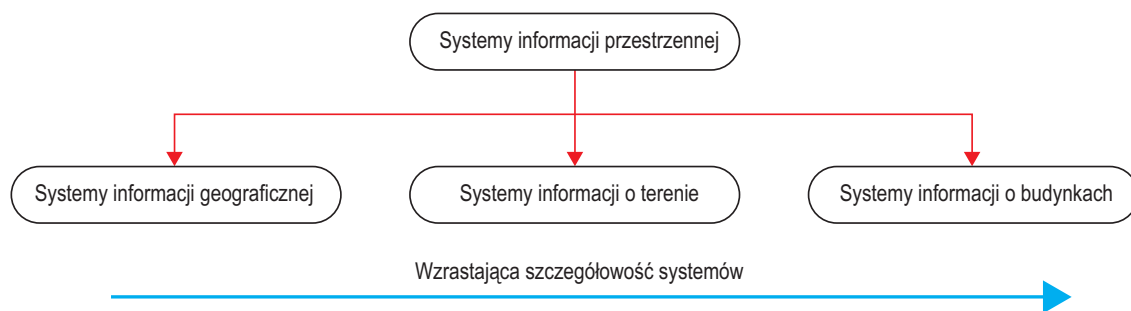 Systemy informacji przestrzennej
Systemy informacji geograficznej
Systemy informacji o terenie
Systemy informacji o budynkach
Wzrastająca szczegółowość systemów